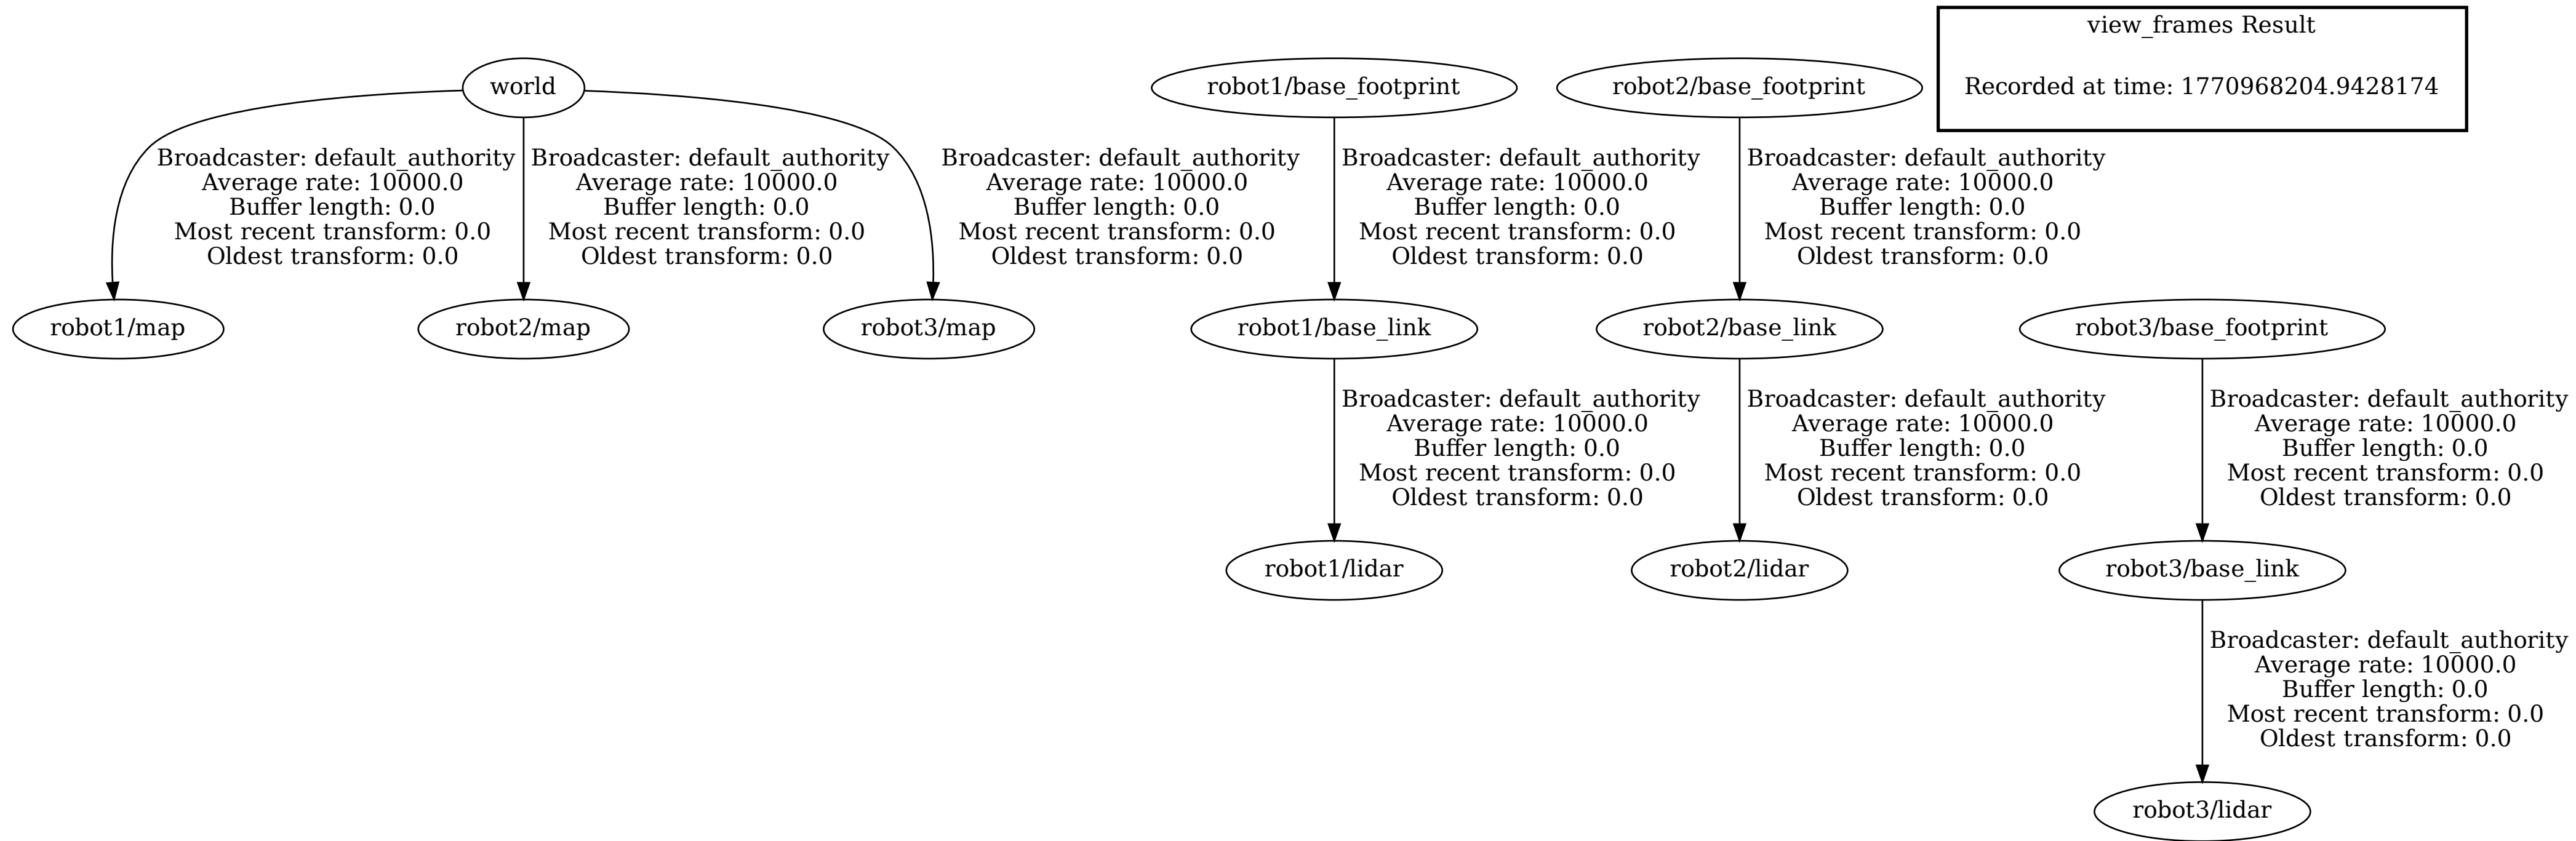 view_frames Result
Recorded at time: 1770968204.9428174
world
robot1/base_footprint
robot2/base_footprint
Broadcaster: default_authority
Average rate: 10000.0
Buffer length: 0.0
Most recent transform: 0.0
Oldest transform: 0.0
Broadcaster: default_authority
Average rate: 10000.0
Buffer length: 0.0
Most recent transform: 0.0
Oldest transform: 0.0
Broadcaster: default_authority
Average rate: 10000.0
Buffer length: 0.0
Most recent transform: 0.0
Oldest transform: 0.0
Broadcaster: default_authority
Average rate: 10000.0
Buffer length: 0.0
Most recent transform: 0.0
Oldest transform: 0.0
Broadcaster: default_authority
Average rate: 10000.0
Buffer length: 0.0
Most recent transform: 0.0
Oldest transform: 0.0
robot1/map
robot2/map
robot3/map
robot1/base_link
robot2/base_link
robot3/base_footprint
Broadcaster: default_authority
Average rate: 10000.0
Buffer length: 0.0
Most recent transform: 0.0
Oldest transform: 0.0
Broadcaster: default_authority
Average rate: 10000.0
Buffer length: 0.0
Most recent transform: 0.0
Oldest transform: 0.0
Broadcaster: default_authority
Average rate: 10000.0
Buffer length: 0.0
Most recent transform: 0.0
Oldest transform: 0.0
robot1/lidar
robot2/lidar
robot3/base_link
Broadcaster: default_authority
Average rate: 10000.0
Buffer length: 0.0
Most recent transform: 0.0
Oldest transform: 0.0
robot3/lidar